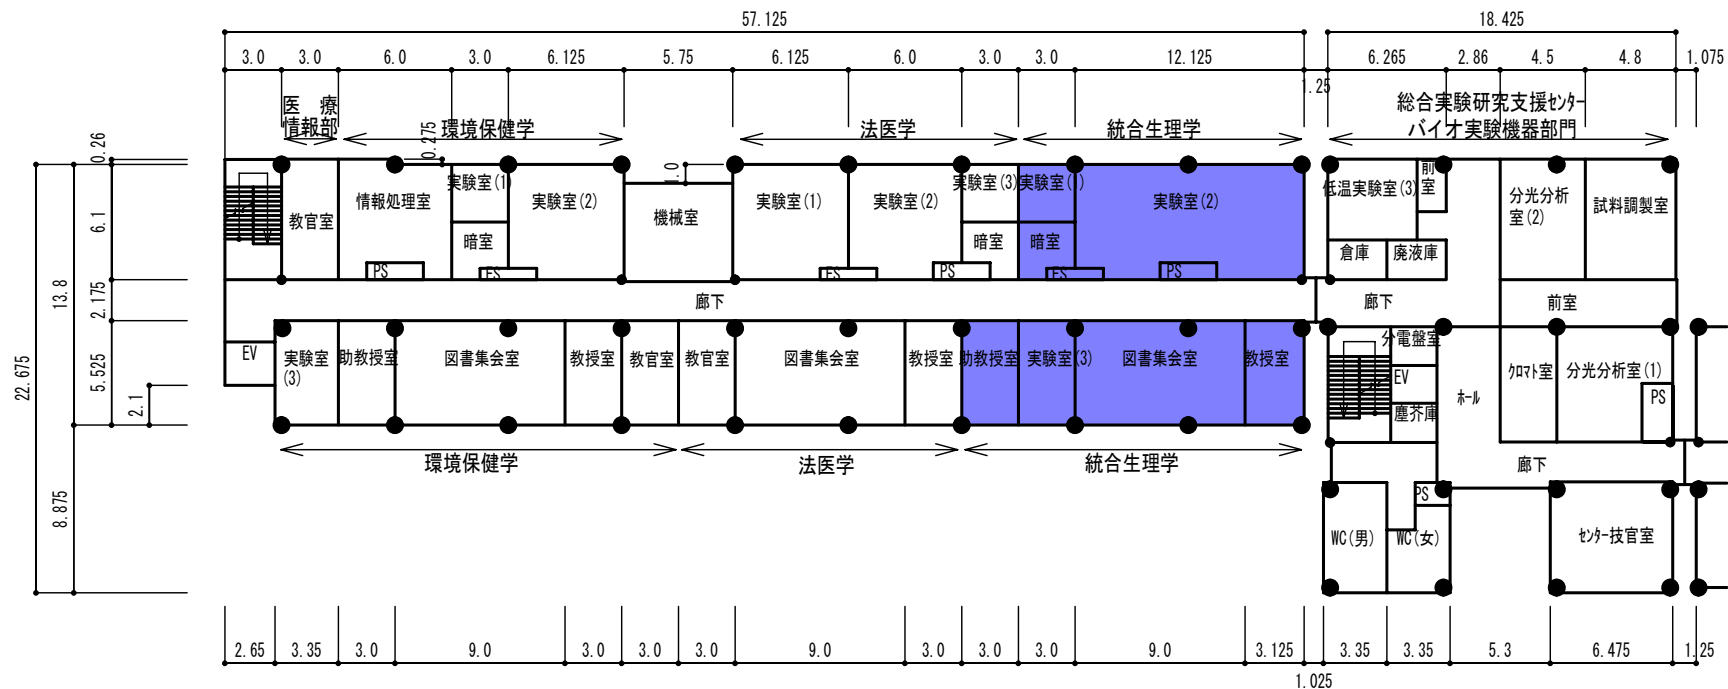 57.125
18.425
3.0
3.0
6.0
3.0
6.125
5.75
6.125
6.0
3.0
3.0
12.125
1.25
6.265
2.86
4.5
4.8
1.075
医 療
情報部
環境保健学
法医学
統合生理学
総合実験研究支援ｾﾝﾀｰ
バイオ実験機器部門
0.26
0.275
1.0
6.1
13.8
2.175
5.525
22.675
2.1
8.875
教官室
情報処理室
実験室(1)
実験室(2)
暗室
PS
機械室
実験室(1)
実験室(2)
実験室(3)
暗室
PS
暗室
実験室(2)
PS
低温実験室(3)
前
室
倉庫
廃液庫
分光分析
室(2)
試料調製室
廊下
廊下
前室
EV
実験室
(3)
助教授室
図書集会室
教授室
教官室
教官室
図書集会室
教授室
助教授室
実験室(3)
図書集会室
教授室
分電盤室
EV
塵芥庫
ﾎｰﾙ
ｸﾛﾏﾄ室
分光分析室(1)
PS
環境保健学
法医学
統合生理学
廊下
PS
WC(男)
WC(女)
ｾﾝﾀｰ技官室
2.65
3.35
3.0
9.0
3.0
3.0
3.0
9.0
3.0
3.0
3.0
9.0
3.125
1.025
3.35
3.35
5.3
6.475
1.25